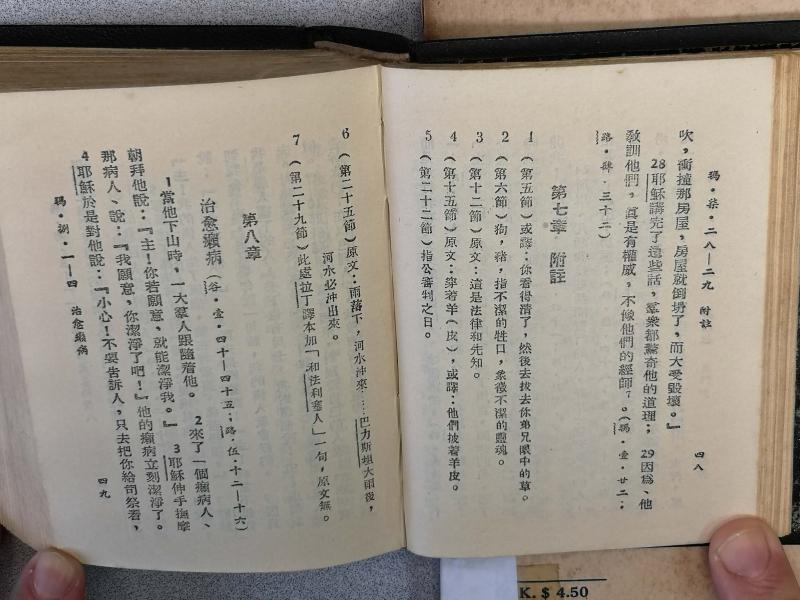 瑪・柒・二八—二九 附註 四八
吹,衝撞那房屋,房屋就倒坍了,而大受毀壞。』
28耶穌講完了這些話,羣衆都驚奇他的道理;29因爲、他
敎訓他們,眞是有權威,不像他們的經師7。(瑪・壹・廿二;
路・肆・三十二)
第七章 附註
1(第五節)或譯:你看得清了,然後去拔去你弟兄眼中的草。
2(第六節)狗,豬,指不潔的牲口,象徵不潔的靈魂。
3(第十二節)原文:這是法律和先知。
4(第十五節)原文:穿著羊(皮),或譯:他們披著羊皮。
5(第二十二節)指公審判之日。
6(第二十五節)原文:雨落下,河水沖來……巴力斯坦大雨後,
河水必沖出來。
7(第二十九節)此處拉丁譯本加「和法利塞人」一句,原文無。
第八章
治愈癩病(谷・壹・四十—四十五;路・伍・十二—十六)
1當他下山時,一大羣人跟隨着他。2來了一個癩病人、
朝拜他說:『主!你若願意,就能潔淨我。』3耶穌伸手撫摩
那病人、說:『我願意,你潔淨了吧!』他的癩病立刻潔淨了。
4耶穌於是對他說:『小心!不要告訴人,只去把你給司祭看,
瑪・捌・一—四 治愈癩病 四九
K. $ 4.50